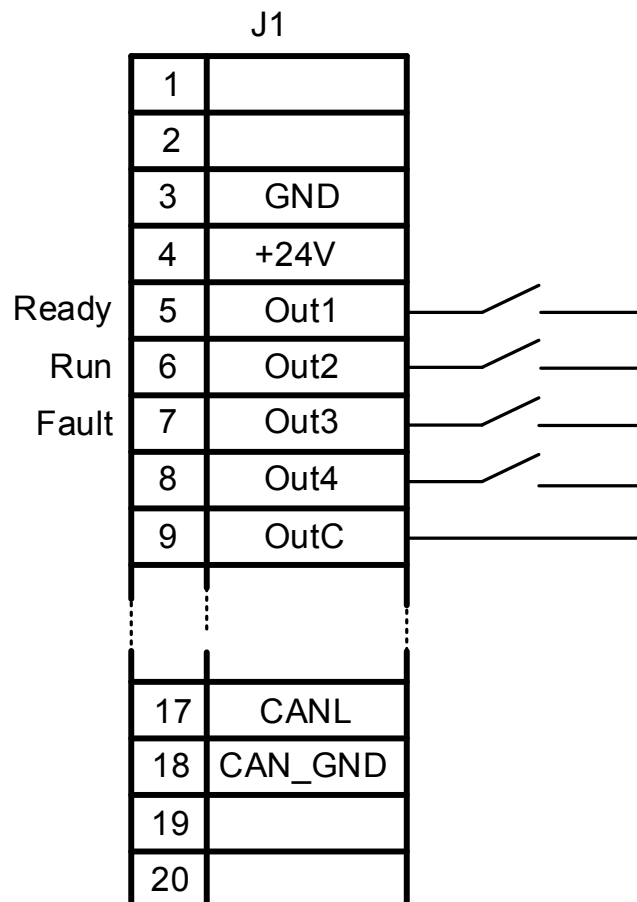 J1
1
2
3 GND
4 +24V
Ready 5 Out1
Run 6 Out2
Fault 7 Out3
8 Out4
9 OutC
17 CANL
18 CAN_GND
19
20